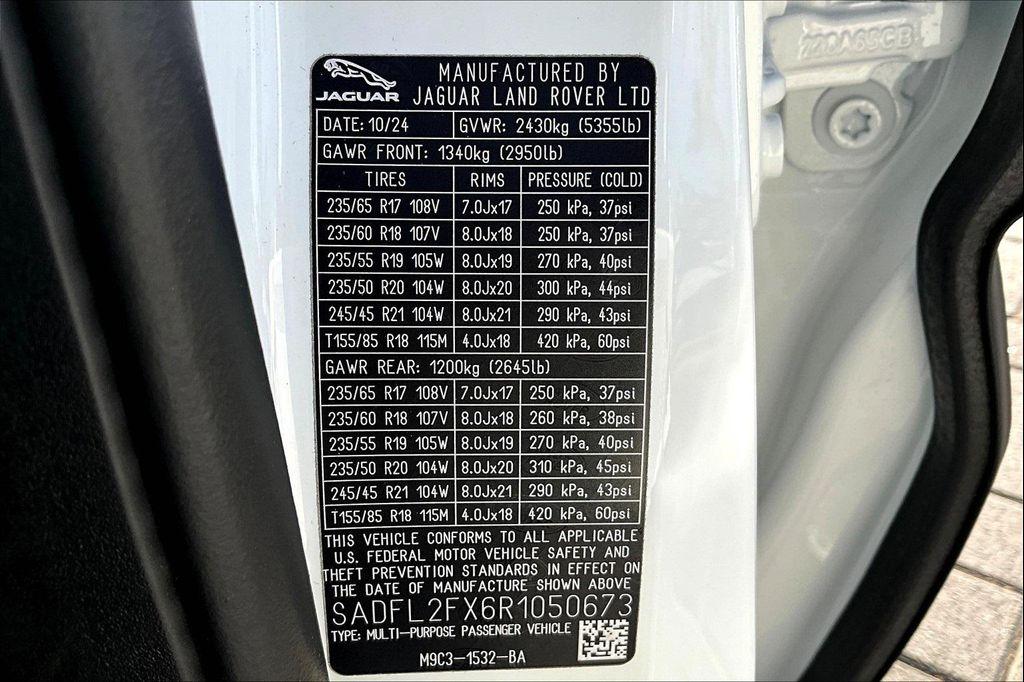 JAGUAR
MANUFACTURED BY
JAGUAR LAND ROVER LTD
DATE: 10/24 GVWR: 2430kg (5355lb)
GAWR FRONT: 1340kg (2950lb)
TIRES RIMS PRESSURE (COLD)
235/65 R17 108V 7.0Jx17 250 kPa, 37psi
235/60 R18 107V 8.0Jx18 250 kPa, 37psi
235/55 R19 105W 8.0Jx19 270 kPa, 40psi
235/50 R20 104W 8.0Jx20 300 kPa, 44psi
245/45 R21 104W 8.0Jx21 290 kPa, 43psi
T155/85 R18 115M 4.0Jx18 420 kPa, 60psi
GAWR REAR: 1200kg (2645lb)
235/65 R17 108V 7.0Jx17 250 kPa, 37psi
235/60 R18 107V 8.0Jx18 260 kPa, 38psi
235/55 R19 105W 8.0Jx19 270 kPa, 40psi
235/50 R20 104W 8.0Jx20 310 kPa, 45psi
245/45 R21 104W 8.0Jx21 290 kPa, 43psi
T155/85 R18 115M 4.0Jx18 420 kPa, 60psi
THIS VEHICLE CONFORMS TO ALL APPLICABLE
U.S. FEDERAL MOTOR VEHICLE SAFETY AND
THEFT PREVENTION STANDARDS IN EFFECT ON
THE DATE OF MANUFACTURE SHOWN ABOVE
SADFL2FX6R1050673
TYPE: MULTI-PURPOSE PASSENGER VEHICLE
M9C3-1532-BA